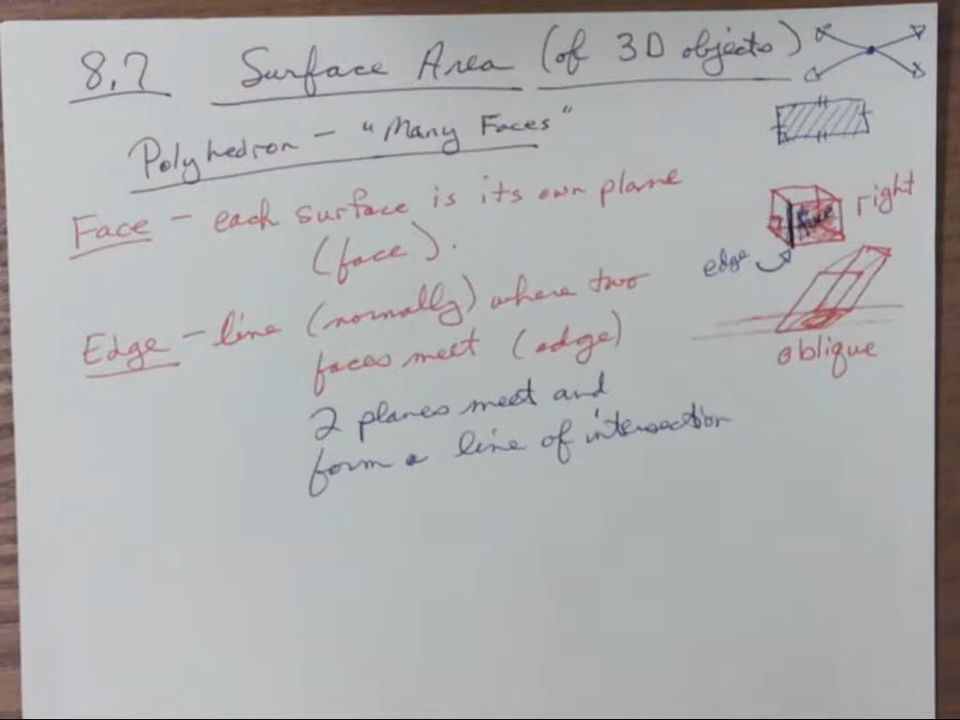 8.7 Surface Area (of 3D objects)
Polyhedron - "Many Faces"
Face - each surface is its own plane
(face).
right
face
edge
Edge - line (normally) where two
faces meet (edge)
oblique
2 planes meet and
form a line of intersection